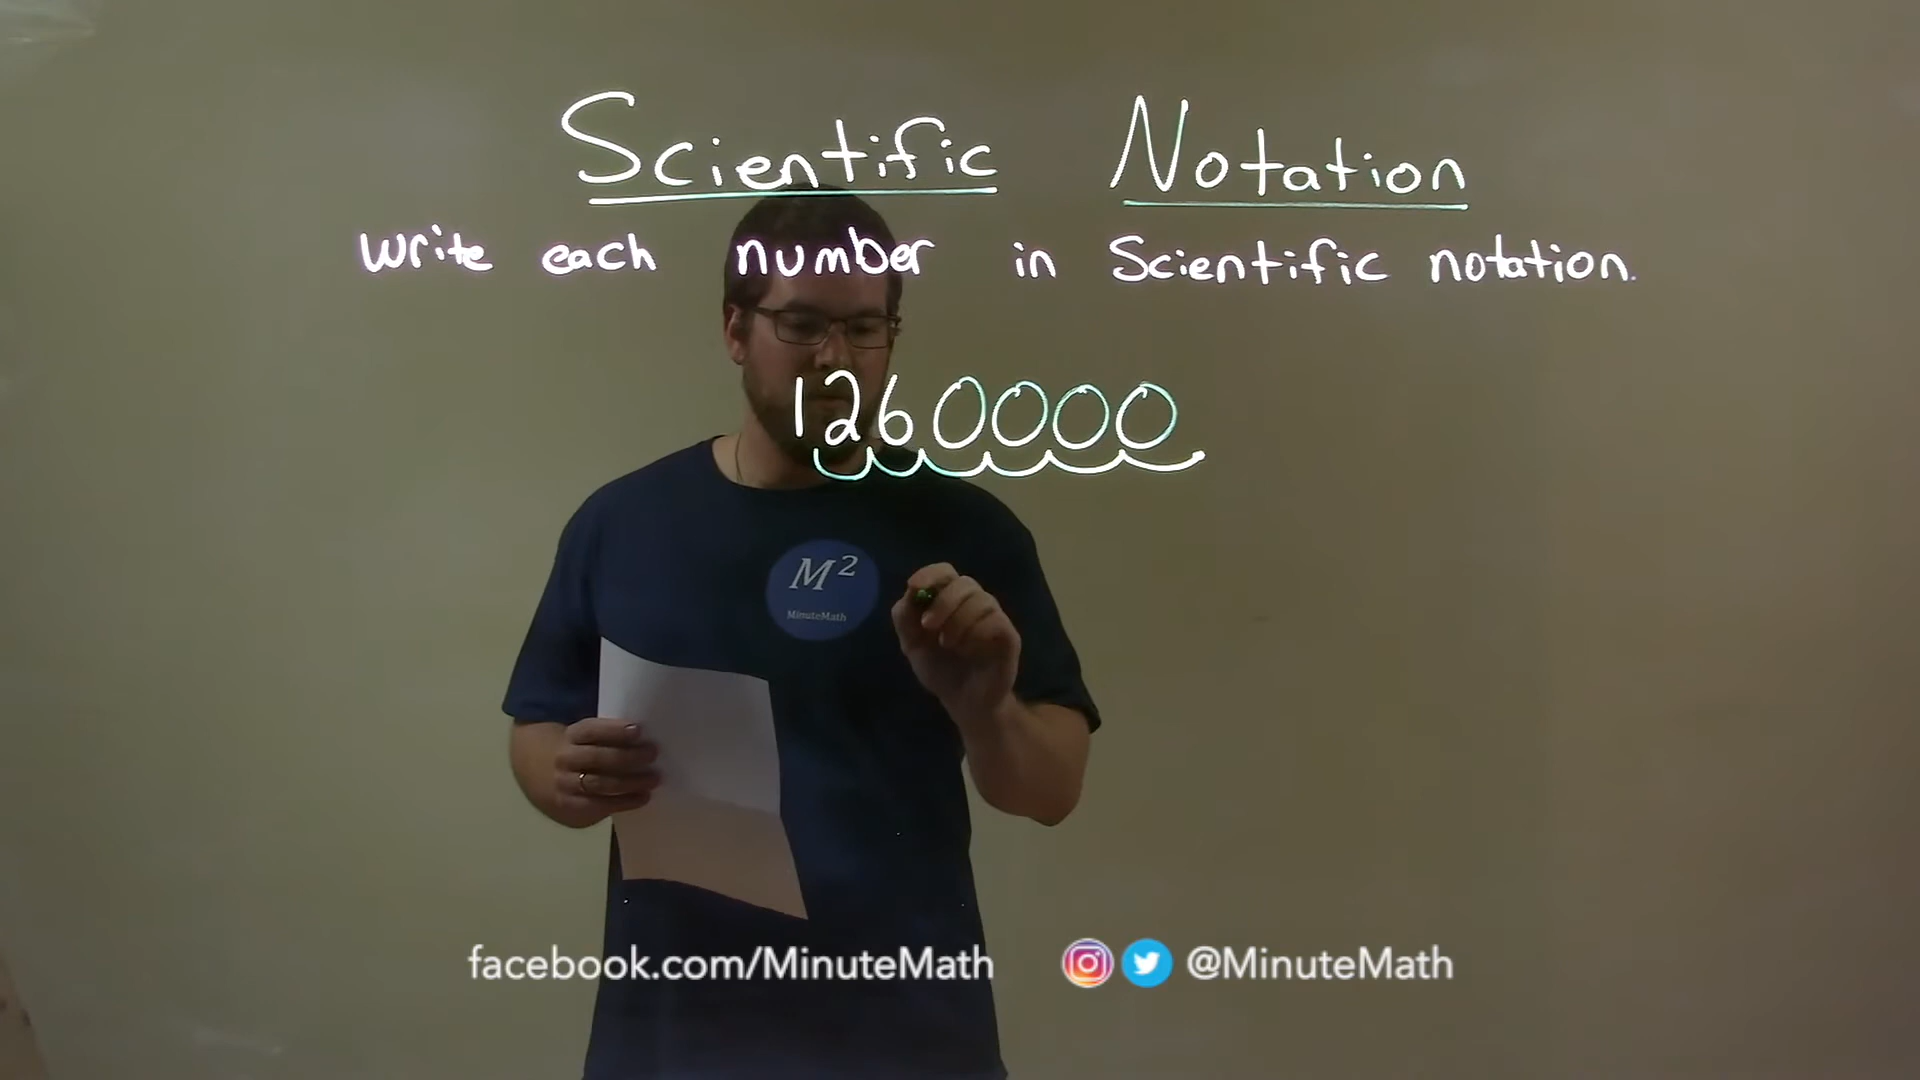 Scientific Notation
Write each number in Scientific notation.
1260000
M²
MinuteMath
facebook.com/MinuteMath @MinuteMath